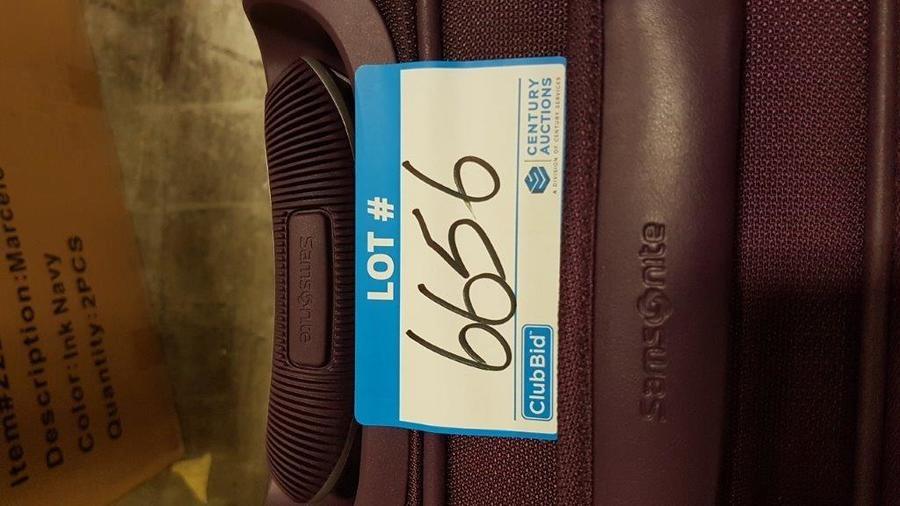 Description:Marcelo
Color:Ink Navy
Quantity:2PCS
Samsonite
LOT #
6656
ClubBid
CENTURY
AUCTIONS
A DIVISION OF CENTURY SERVICES
Samsonite